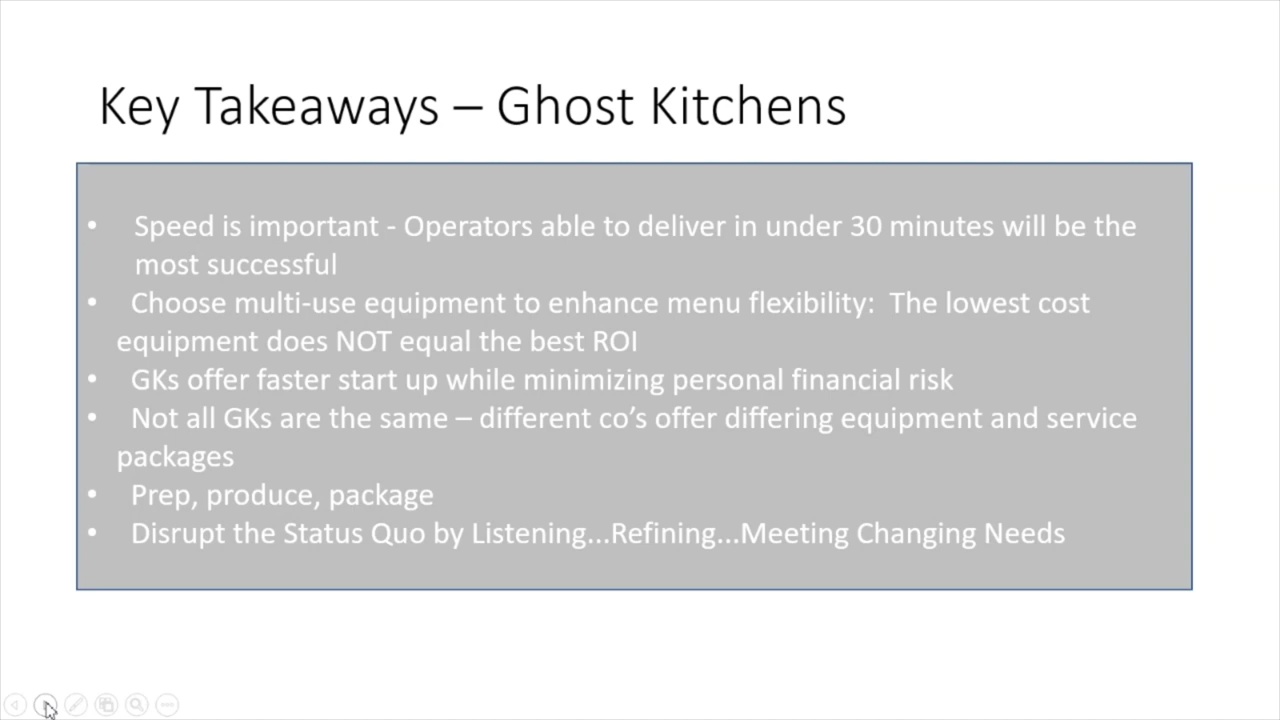 Key Takeaways – Ghost Kitchens
• Speed is important - Operators able to deliver in under 30 minutes will be the
most successful
• Choose multi-use equipment to enhance menu flexibility:  The lowest cost
equipment does NOT equal the best ROI
• GKs offer faster start up while minimizing personal financial risk
• Not all GKs are the same – different co’s offer differing equipment and service
packages
• Prep, produce, package
• Disrupt the Status Quo by Listening...Refining...Meeting Changing Needs